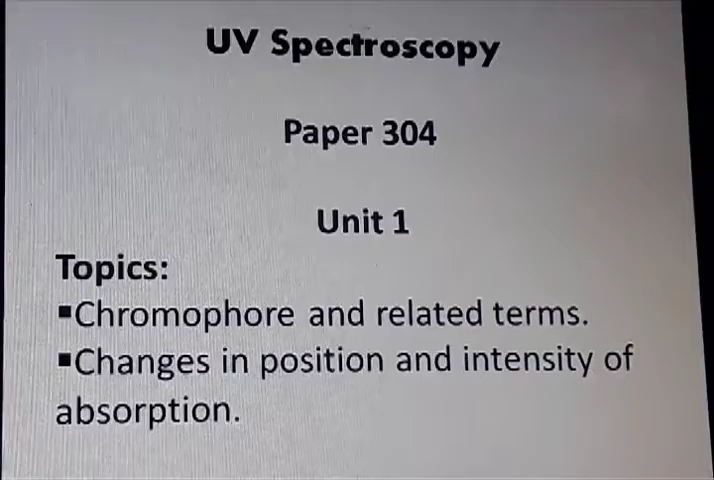 UV Spectroscopy
Paper 304
Unit 1
Topics:
▪Chromophore and related terms.
▪Changes in position and intensity of
absorption.